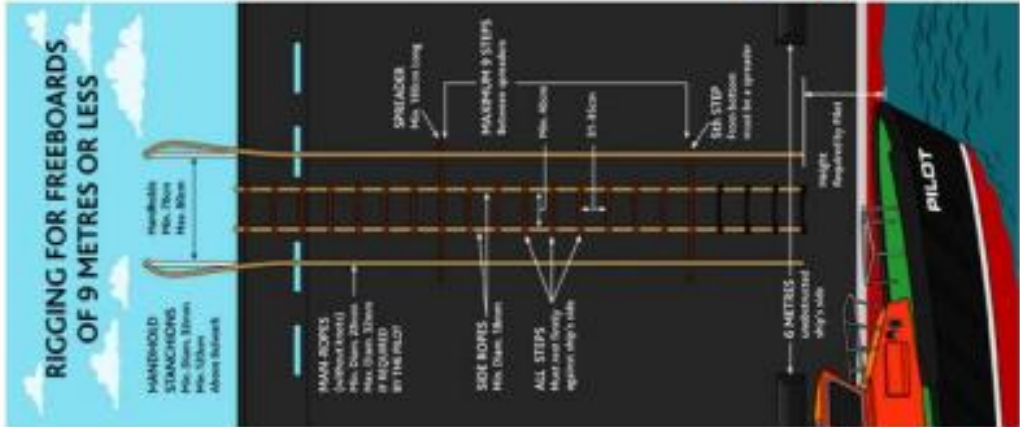 RIGGING FOR FREEBOARDS
OF 9 METRES OR LESS
HANDHOLD
STANCHIONS
Min. Diam. 32mm
Min. 120cm
Above Bulwark
Handholds
Min. 70cm
Max. 80cm
MAN-ROPES
(without knots)
Min. Diam. 28mm
Max. Diam. 32mm
IF REQUIRED
BY THE PILOT
SPREADER
Min. 180cm long
MAXIMUM 9 STEPS
Between spreaders
SIDE ROPES
Min. Diam. 18mm
Min. 40cm
31-35cm
ALL STEPS
Must rest firmly
against ship's side
5th STEP
From bottom
must be a spreader
6 METRES
unobstructed
ship's side
Height
Required by Pilot
PILOT